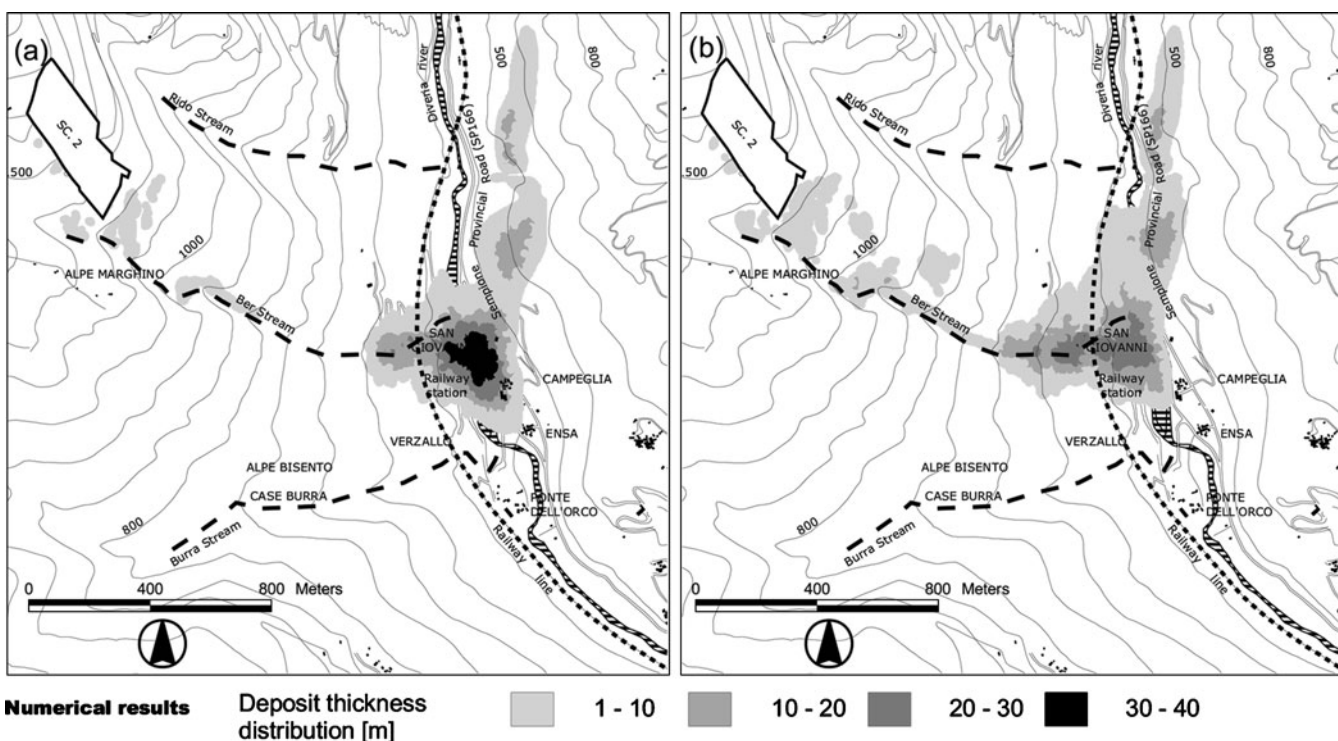 (a)
500
800
Diveria river
Rido Stream
SC. 2
Sempione Provincial Road (SP166)
500
1000
ALPE MARGHINO
Ber Stream
SAN
GIOVANNI
Railway
station
CAMPEGLIA
VERZALLO
ENSA
ALPE BISENTO
CASE BURRA
PONTE
DELL'ORCO
800
Burra Stream
Railway line
0 400 800 Meters
(b)
500
800
Diveria river
Rido Stream
SC. 2
Sempione Provincial Road (SP166)
500
1000
ALPE MARGHINO
Ber Stream
SAN
GIOVANNI
Railway
station
CAMPEGLIA
VERZALLO
ENSA
ALPE BISENTO
CASE BURRA
PONTE
DELL'ORCO
800
Burra Stream
Railway line
0 400 800 Meters
Numerical results
Deposit thickness
distribution [m]
1 - 10
10 - 20
20 - 30
30 - 40